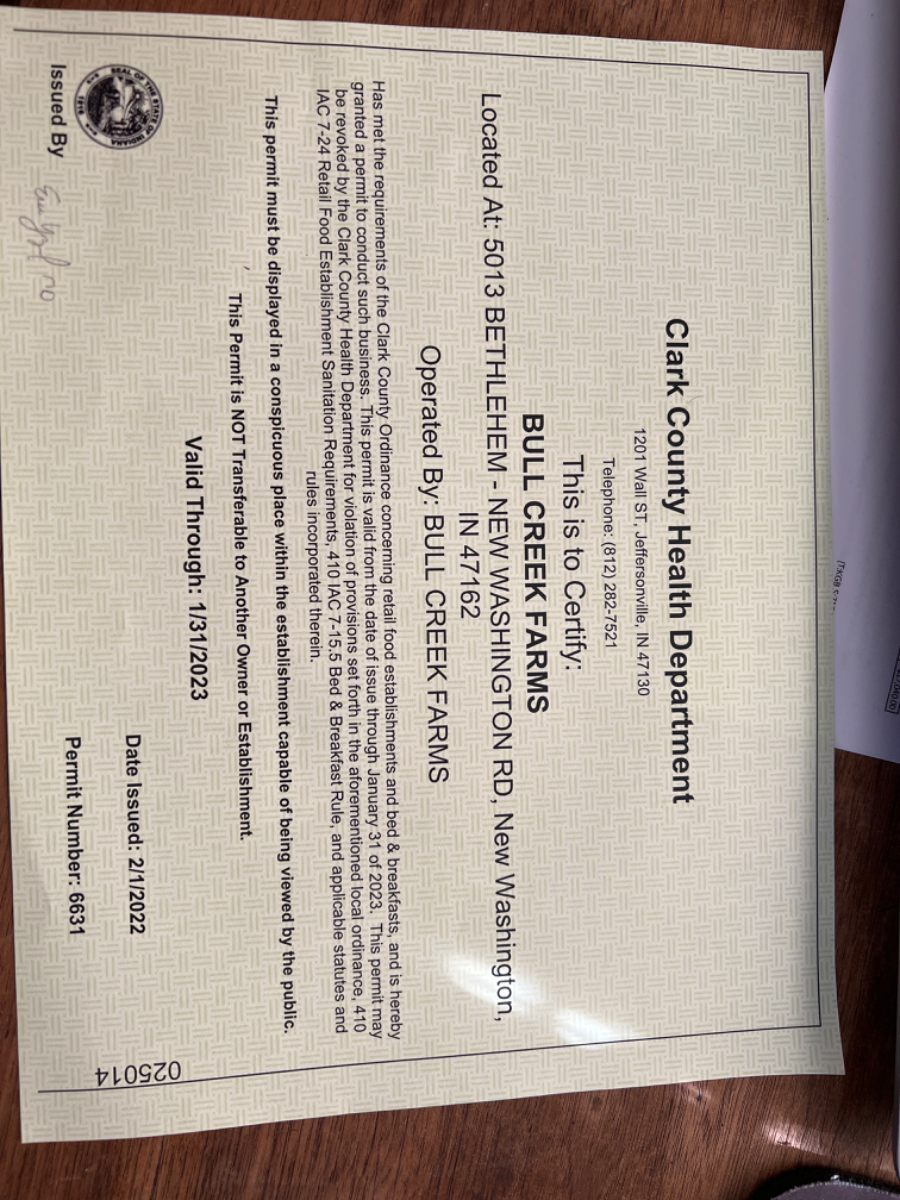 Clark County Health Department
1201 Wall ST, Jeffersonville, IN 47130
Telephone: (812) 282-7521
This is to Certify:
BULL CREEK FARMS
Located At: 5013 BETHLEHEM - NEW WASHINGTON RD, New Washington,
IN 47162
Operated By: BULL CREEK FARMS
Has met the requirements of the Clark County Ordinance concerning retail food establishments and bed & breakfasts, and is hereby
granted a permit to conduct such business. This permit is valid from the date of issue through January 31 of 2023. This permit may
be revoked by the Clark County Health Department for violation of provisions set forth in the aforementioned local ordinance, 410
IAC 7-24 Retail Food Establishment Sanitation Requirements, 410 IAC 7-15.5 Bed & Breakfast Rule, and applicable statutes and
rules incorporated therein.
This permit must be displayed in a conspicuous place within the establishment capable of being viewed by the public.
This Permit is NOT Transferable to Another Owner or Establishment.
Valid Through: 1/31/2023
SEAL OF THE STATE OF INDIANA
1816
Date Issued: 2/1/2022
Issued By
Permit Number: 6631
025014